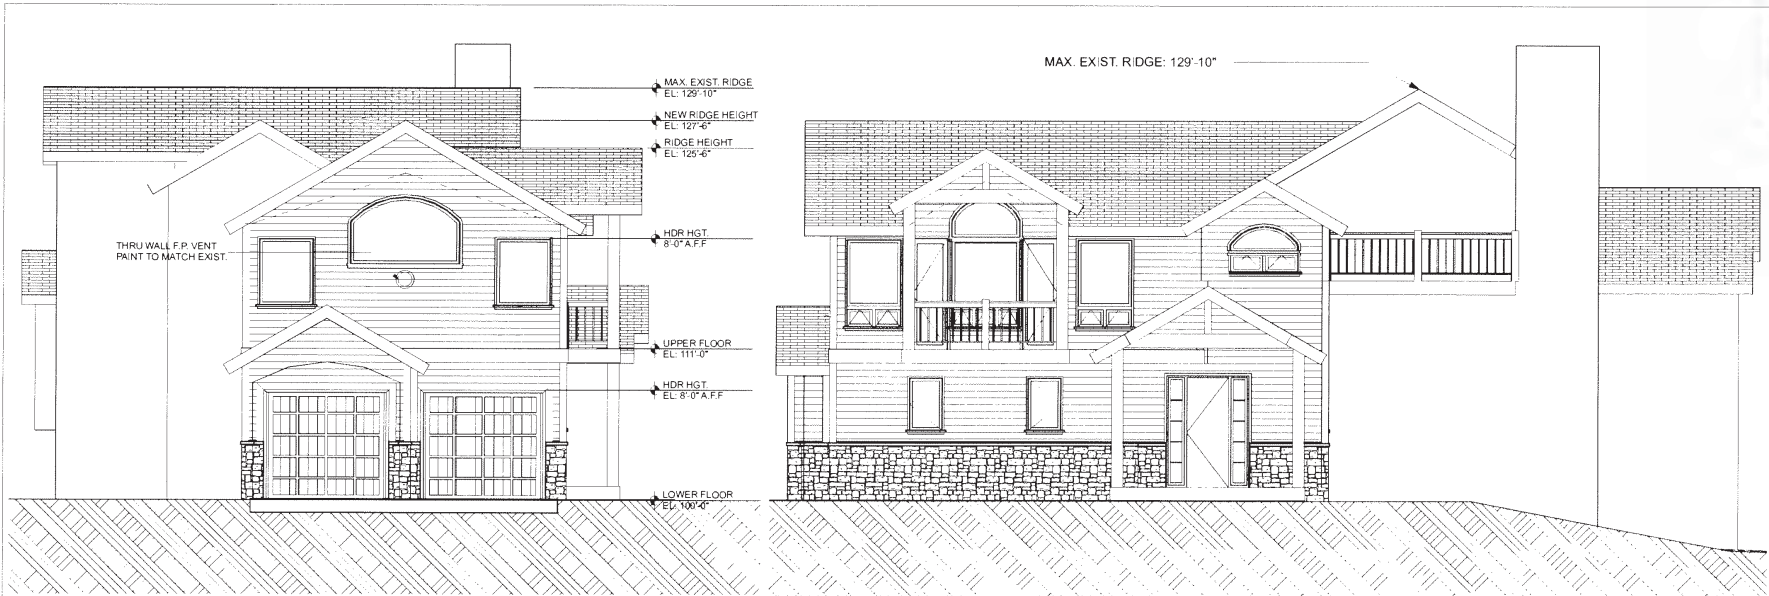 MAX. EXIST. RIDGE: 129'-10"
MAX. EXIST. RIDGE
EL: 129'-10"
NEW RIDGE HEIGHT
EL: 127'-6"
RIDGE HEIGHT
EL: 125'-6"
THRU WALL F.P. VENT
PAINT TO MATCH EXIST.
HDR HGT.
8'-0" A.F.F
UPPER FLOOR
EL: 111'-0"
HDR HGT.
EL: 8'-0" A.F.F
LOWER FLOOR
EL: 100'-0"